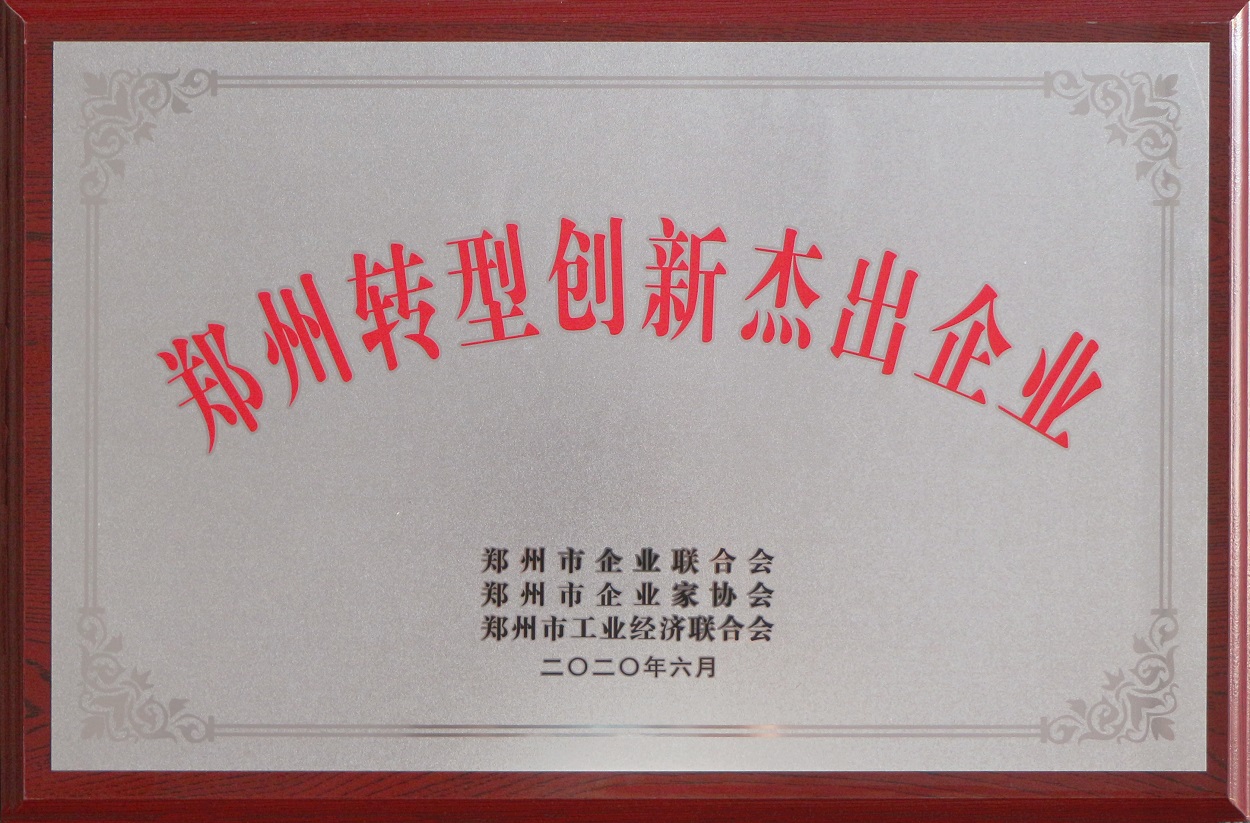 郑州转型创新杰出企业
郑州市企业联合会
郑州市企业家协会
郑州市工业经济联合会
二〇二〇年六月